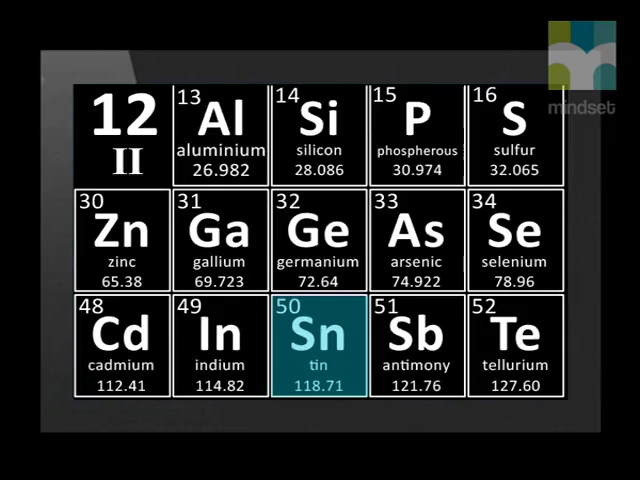 mindset
12
II
13
Al
aluminium
26.982
14
Si
silicon
28.086
15
P
phospherous
30.974
16
S
sulfur
32.065
30
Zn
zinc
65.38
31
Ga
gallium
69.723
32
Ge
germanium
72.64
33
As
arsenic
74.922
34
Se
selenium
78.96
48
Cd
cadmium
112.41
49
In
indium
114.82
50
Sn
tin
118.71
51
Sb
antimony
121.76
52
Te
tellurium
127.60